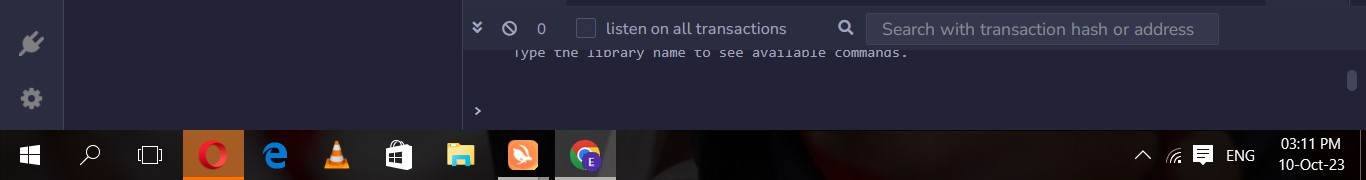 0 listen on all transactions Search with transaction hash or address
Type the library name to see available commands.
>
E
ENG
03:11 PM
10-Oct-23